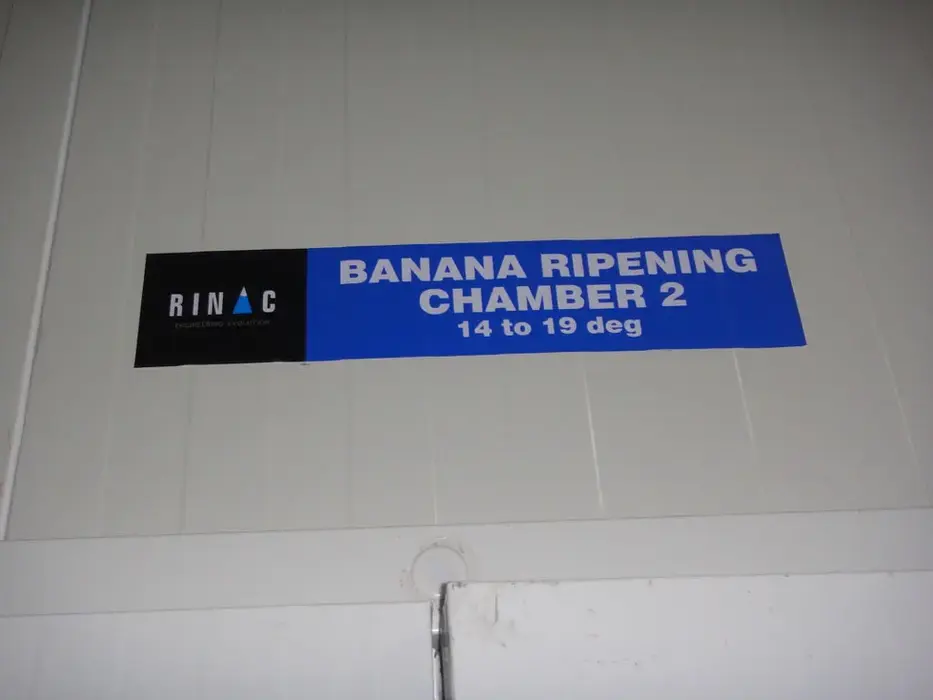 RINAC
BANANA RIPENING
CHAMBER 2
14 to 19 deg